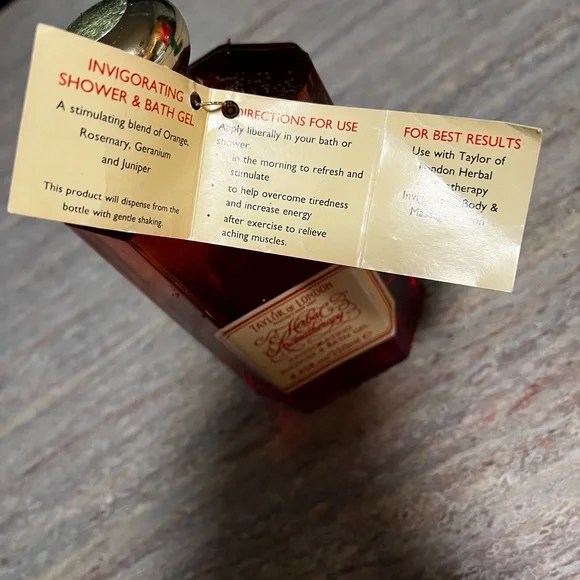 INVIGORATING
SHOWER & BATH GEL
A stimulating blend of Orange,
Rosemary, Geranium
and Juniper
This product will dispense from the
bottle with gentle shaking.
DIRECTIONS FOR USE
Apply liberally in your bath or
shower.
• in the morning to refresh and
stimulate
• to help overcome tiredness
and increase energy
• after exercise to relieve
aching muscles.
FOR BEST RESULTS
Use with Taylor of
London Herbal
Body &
TAYLOR OF LONDON
Herbal
Aromatherapy